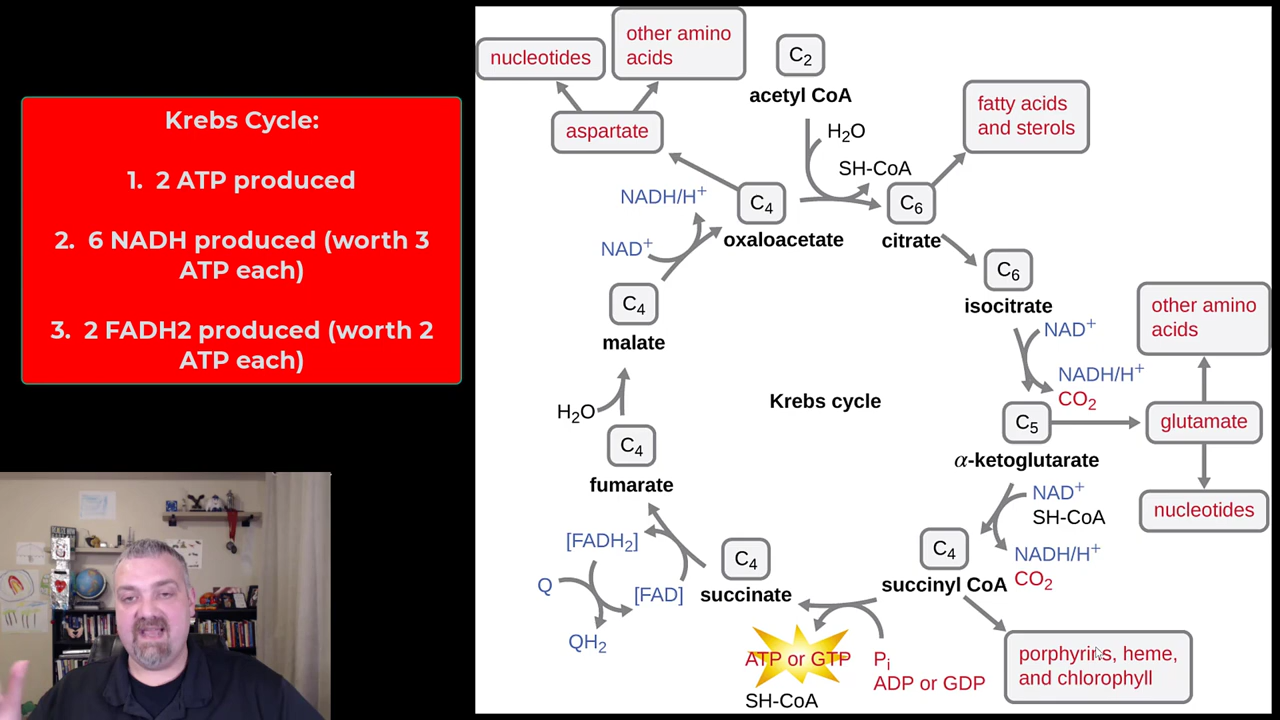 Krebs Cycle:
1. 2 ATP produced
2. 6 NADH produced (worth 3
ATP each)
3. 2 FADH2 produced (worth 2
ATP each)
nucleotides
other amino
acids
C₂
acetyl CoA
aspartate
H₂O
SH-CoA
fatty acids
and sterols
NADH/H⁺
NAD⁺
C₄
oxaloacetate
C₆
citrate
C₆
isocitrate
C₄
malate
NAD⁺
NADH/H⁺
CO₂
other amino
acids
Krebs cycle
H₂O
C₅
α-ketoglutarate
glutamate
C₄
fumarate
NAD⁺
SH-CoA
nucleotides
[FADH₂]
Q
[FAD]
QH₂
C₄
succinate
C₄
succinyl CoA
NADH/H⁺
CO₂
ATP or GTP
Pᵢ
ADP or GDP
SH-CoA
porphyrins, heme,
and chlorophyll